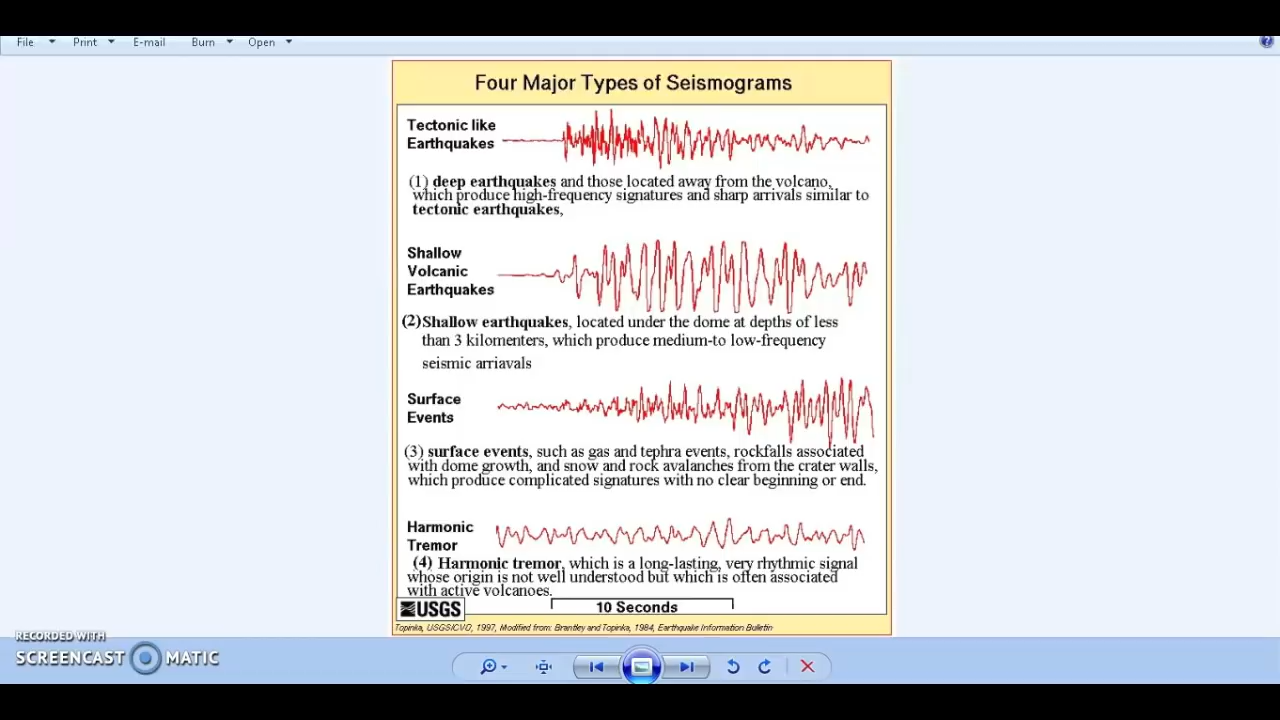 File Print E-mail Burn Open
Four Major Types of Seismograms
Tectonic like
Earthquakes
(1) deep earthquakes and those located away from the volcano,
which produce high-frequency signatures and sharp arrivals similar to
tectonic earthquakes,
Shallow
Volcanic
Earthquakes
(2) Shallow earthquakes, located under the dome at depths of less
than 3 kilomenters, which produce medium-to low-frequency
seismic arriavals
Surface
Events
(3) surface events, such as gas and tephra events, rockfalls associated
with dome growth, and snow and rock avalanches from the crater walls,
which produce complicated signatures with no clear beginning or end.
Harmonic
Tremor
(4) Harmonic tremor, which is a long-lasting, very rhythmic signal
whose origin is not well understood but which is often associated
with active volcanoes.
USGS
10 Seconds
Topinka, USGS/CVO, 1997, Modified from: Brantley and Topinka, 1984, Earthquake Information Bulletin
RECORDED WITH
SCREENCAST MATIC